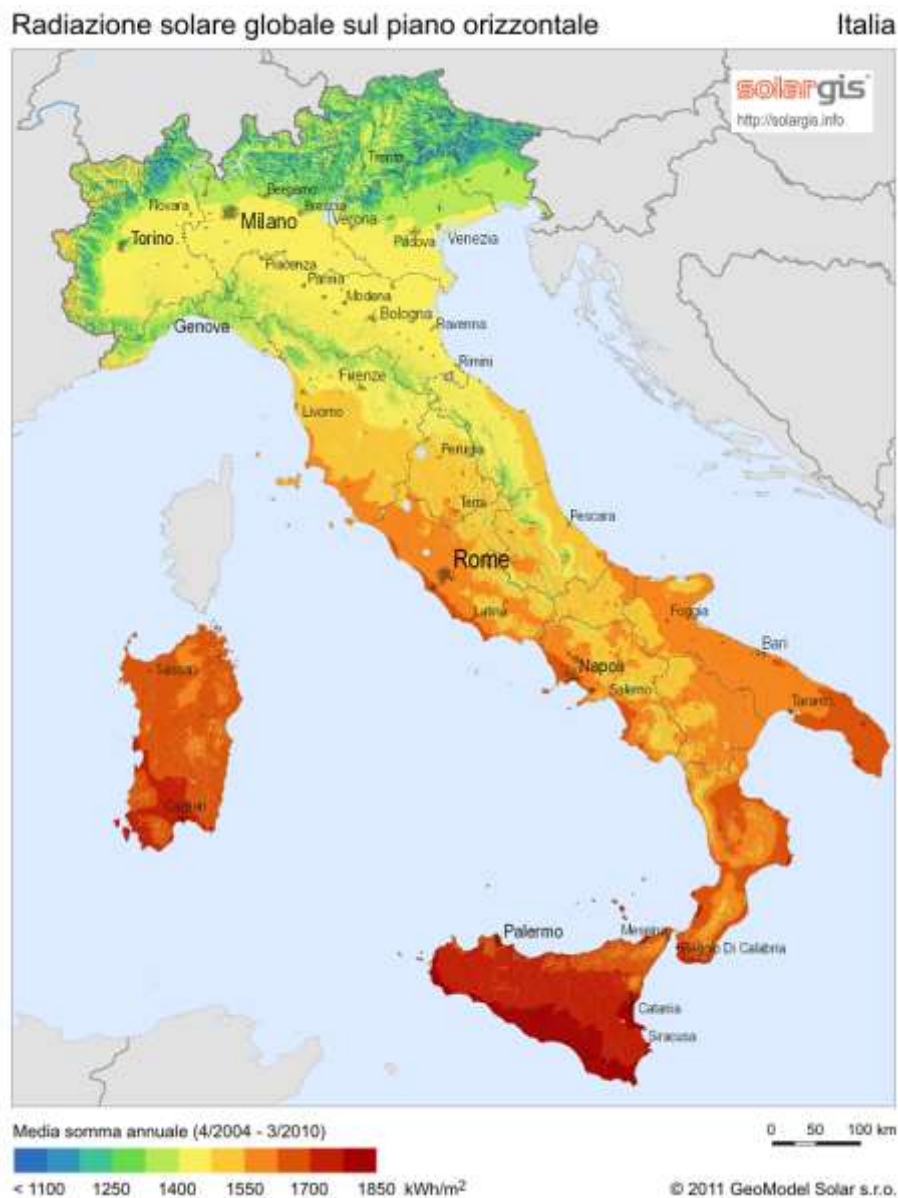 Radiazione solare globale sul piano orizzontale
Italia
solargis
http://solargis.info
Trento
Bergamo
Novara
Milano
Brescia
Verona
Torino
Padova
Venezia
Piacenza
Parma
Modena
Bologna
Genova
Ravenna
Rimini
Firenze
Livorno
Perugia
Terni
Pescara
Rome
Latina
Foggia
Bari
Sassari
Napoli
Salerno
Taranto
Cagliari
Palermo
Messina
Reggio Di Calabria
Catania
Siracusa
Media somma annuale (4/2004 - 3/2010)
0 50 100 km
< 1100 1250 1400 1550 1700 1850 kWh/m²
© 2011 GeoModel Solar s.r.o.